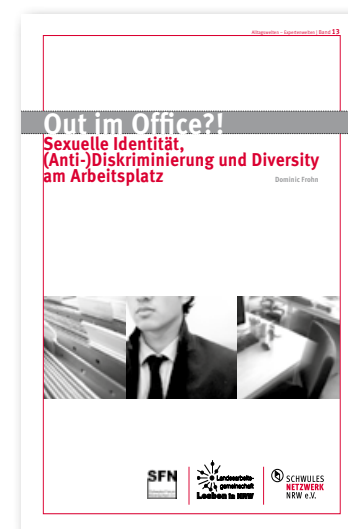 Alltagswelten – Expertenwelten | Band 13
Out im Office?!
Sexuelle Identität,
(Anti-)Diskriminierung und Diversity
am Arbeitsplatz
Dominic Frohn
SFN
Landesarbeits-
gemeinschaft
Lesben in NRW
SCHWULES
NETZWERK
NRW e.V.